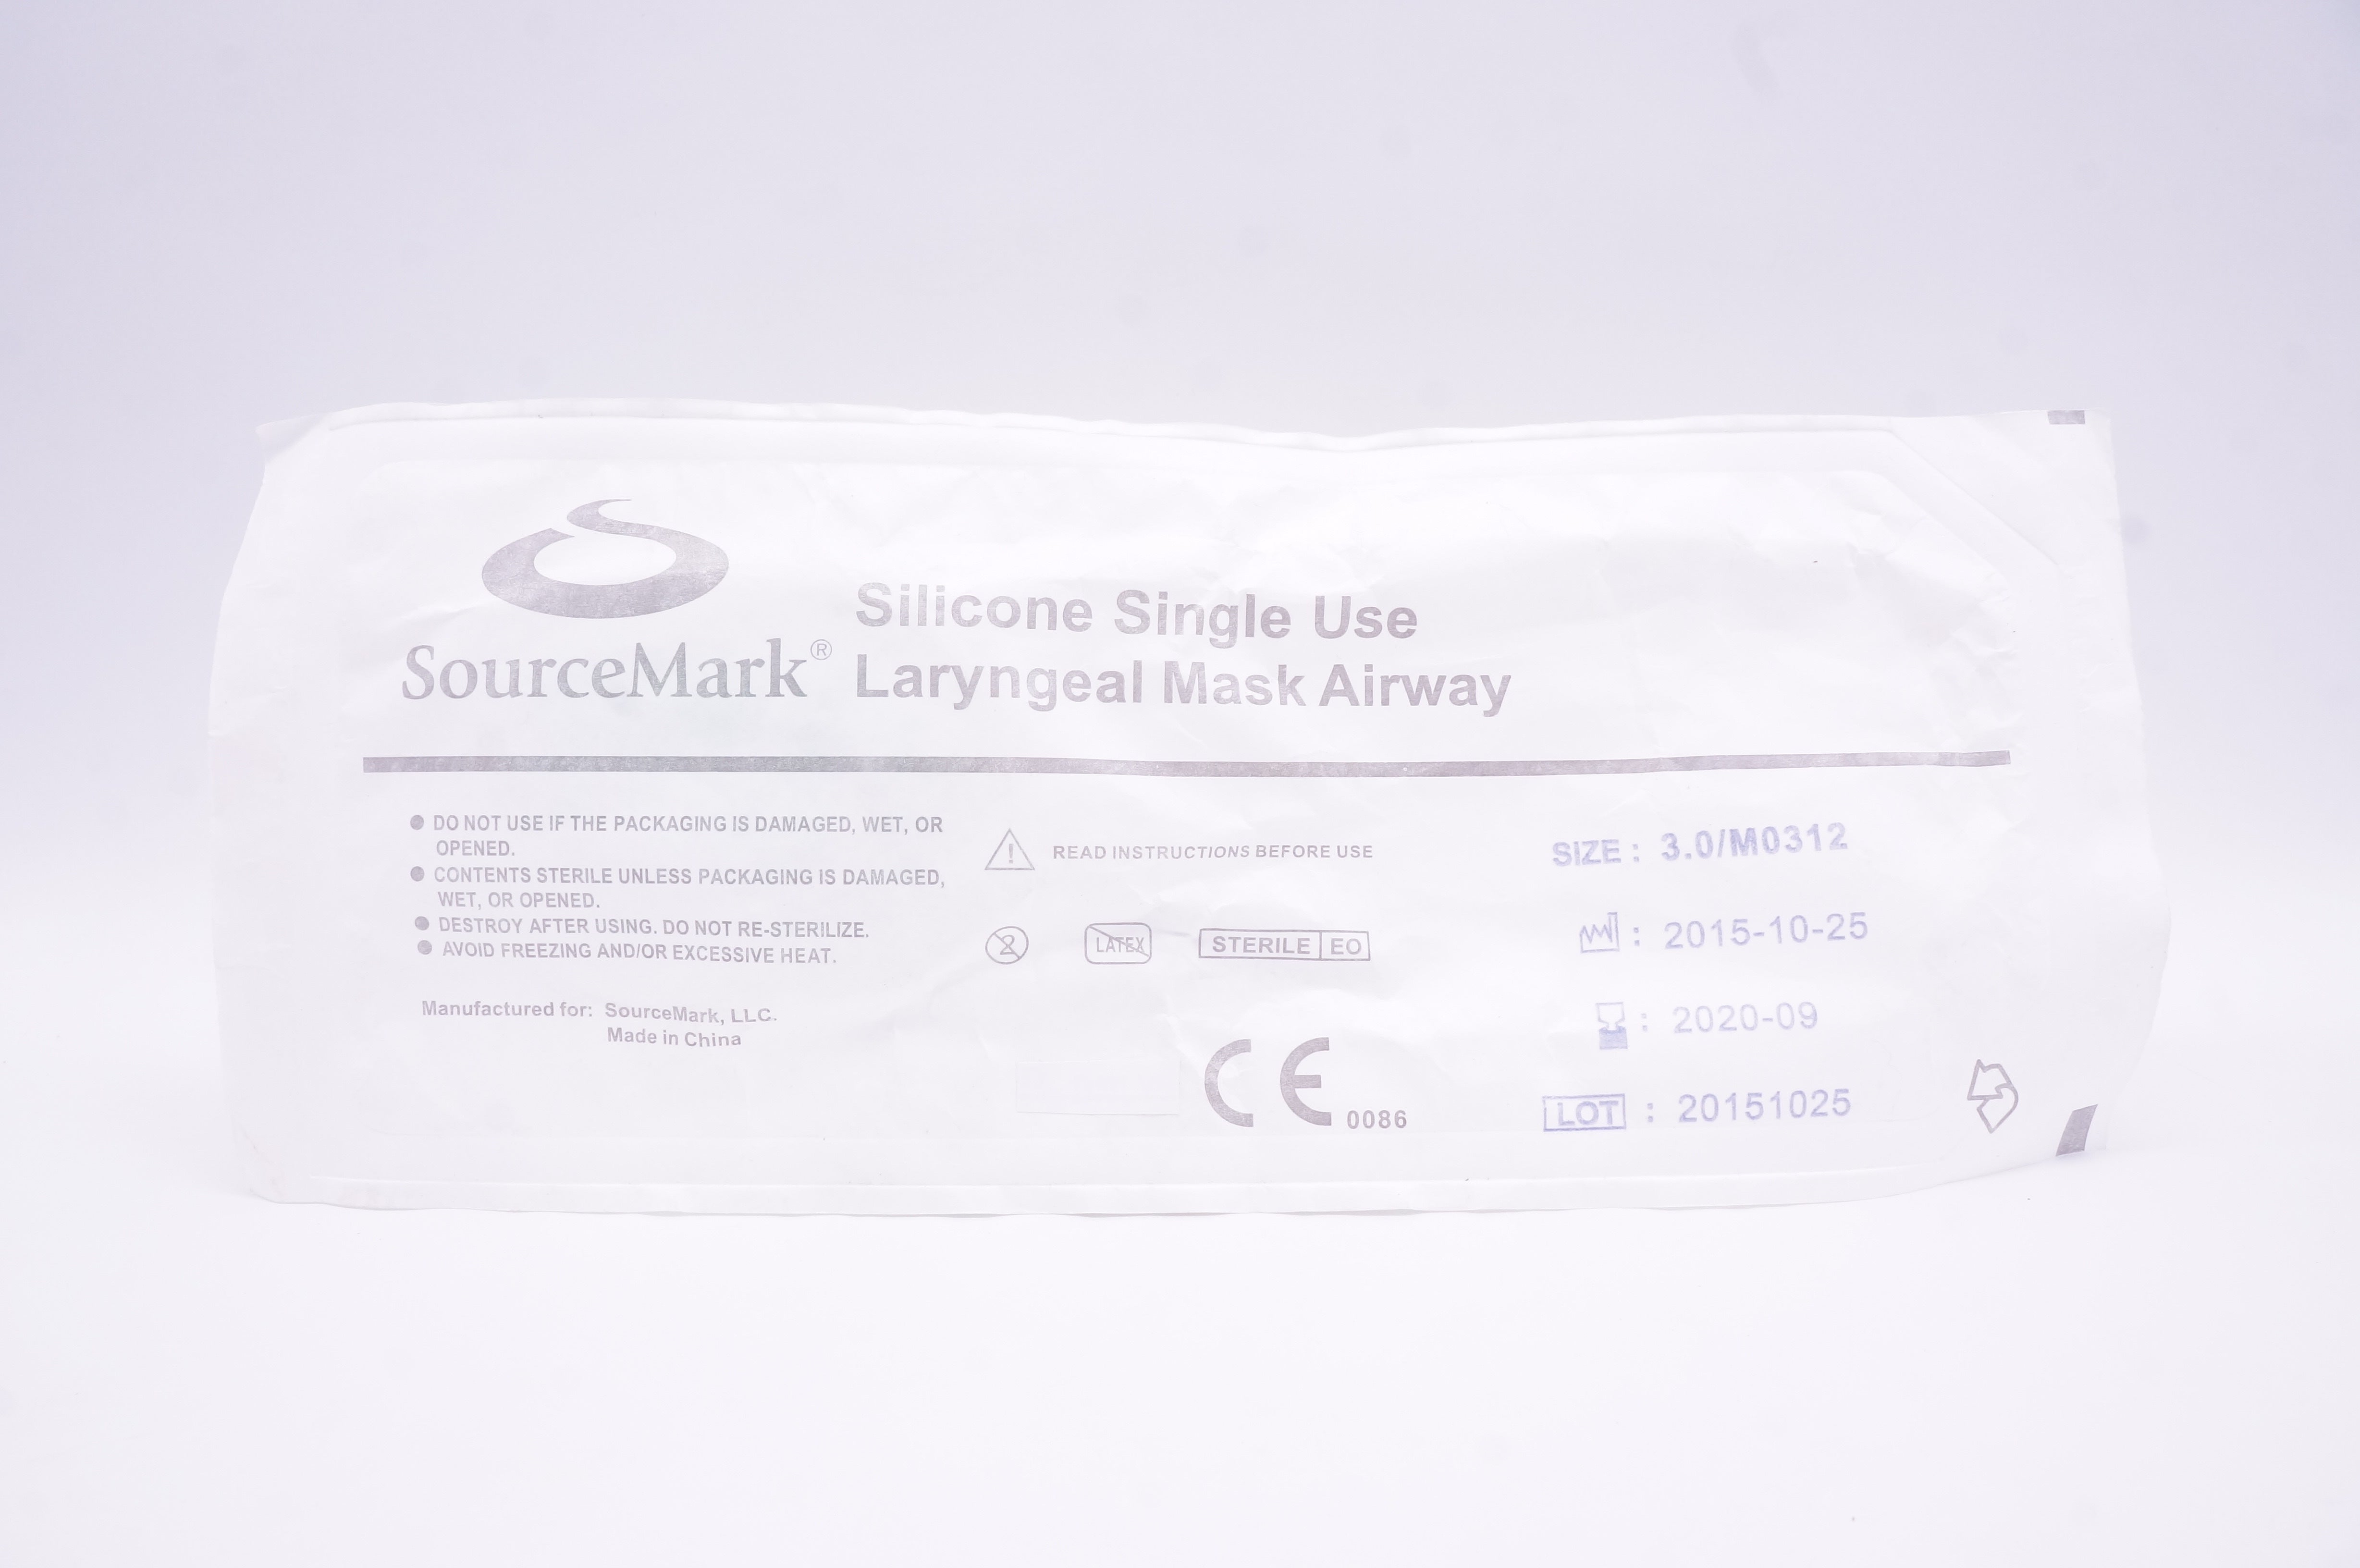 SourceMark®
Silicone Single Use
Laryngeal Mask Airway
● DO NOT USE IF THE PACKAGING IS DAMAGED, WET, OR
OPENED.
● CONTENTS STERILE UNLESS PACKAGING IS DAMAGED,
WET, OR OPENED.
● DESTROY AFTER USING. DO NOT RE-STERILIZE.
● AVOID FREEZING AND/OR EXCESSIVE HEAT.
Manufactured for: SourceMark, LLC.
Made in China
! READ INSTRUCTIONS BEFORE USE
2 LATEX STERILE EO
CE 0086
SIZE : 3.0/M0312
: 2015-10-25
: 2020-09
LOT : 20151025